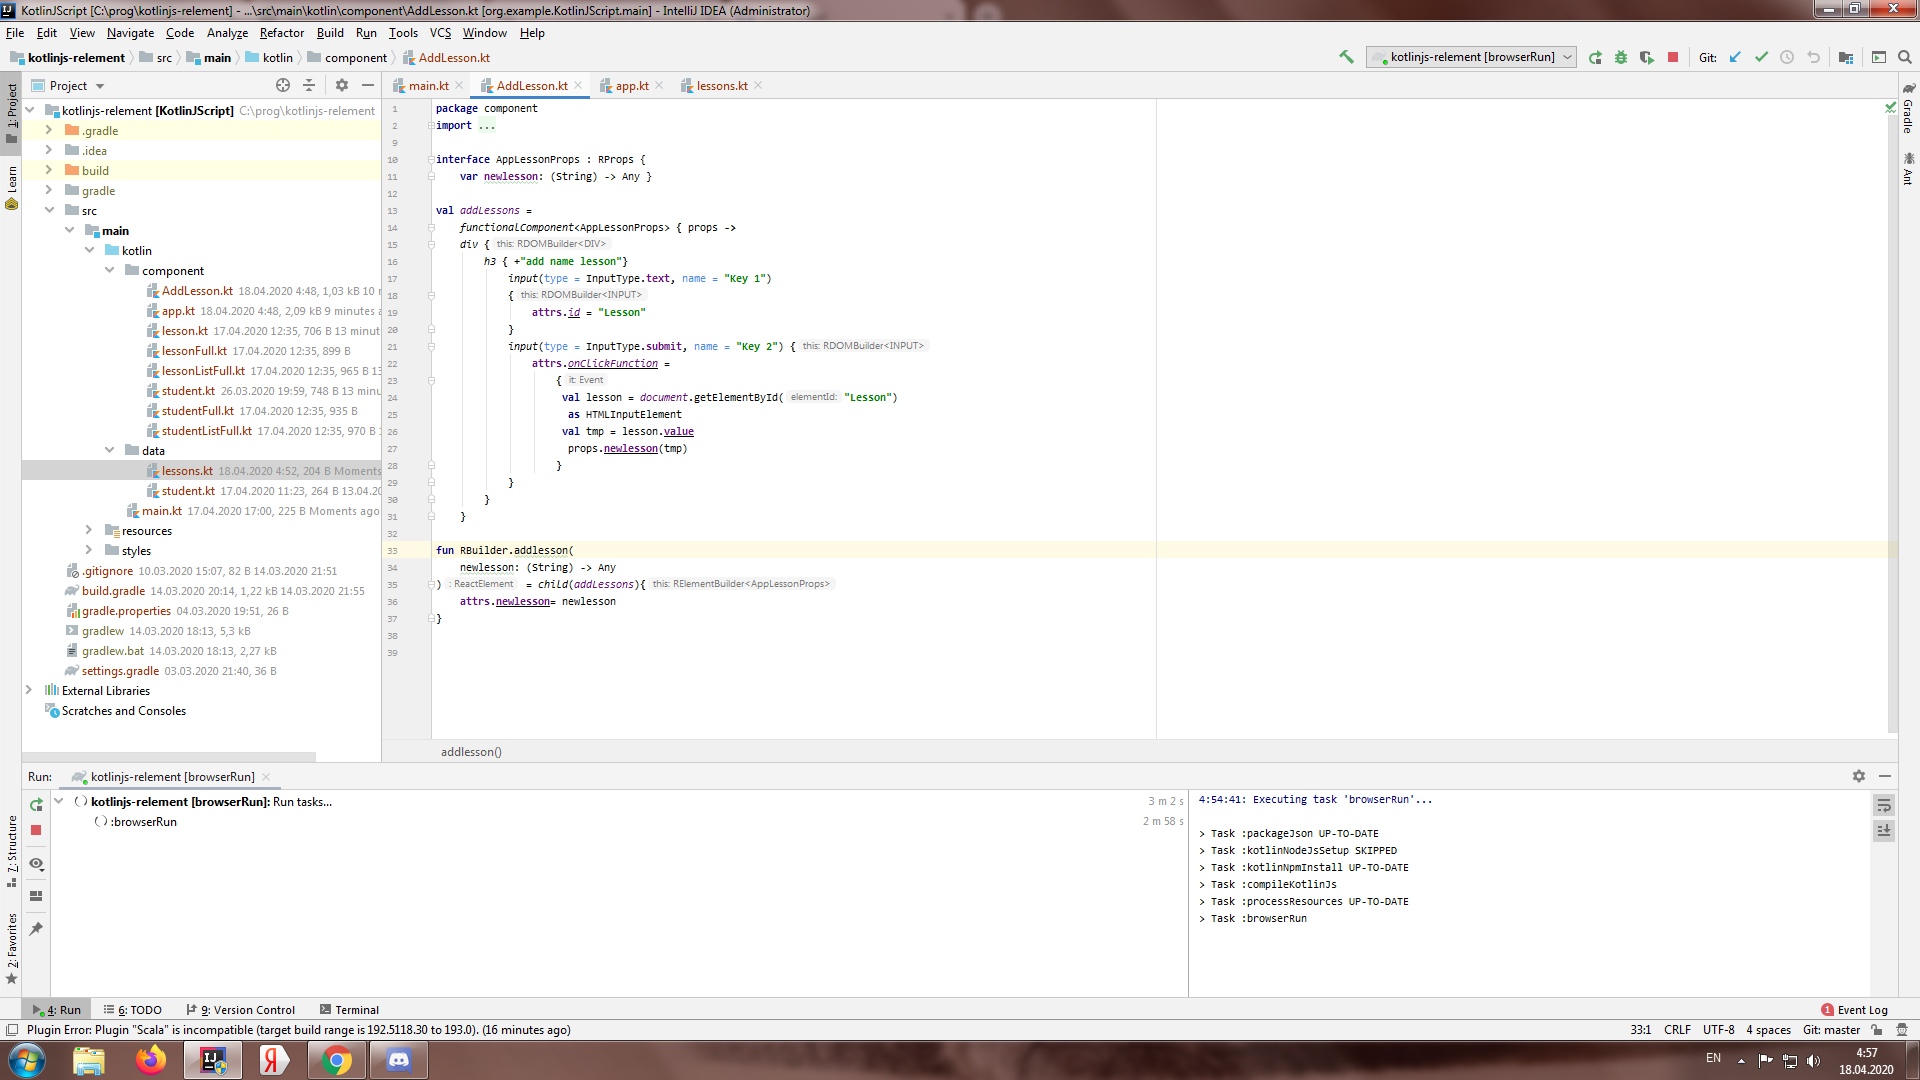 KotlinJScript [C:\prog\kotlinjs-relement] - ...\src\main\kotlin\component\AddLesson.kt [org.example.KotlinJScript.main] - IntelliJ IDEA (Administrator)
File Edit View Navigate Code Analyze Refactor Build Run Tools VCS Window Help
kotlinjs-relement src main kotlin component AddLesson.kt
kotlinjs-relement [browserRun] Git:
Project
main.kt AddLesson.kt app.kt lessons.kt
1: Project
Learn
7: Structure
2: Favorites
Gradle
Ant
kotlinjs-relement [KotlinJScript] C:\prog\kotlinjs-relement
.gradle
.idea
build
gradle
src
main
kotlin
component
AddLesson.kt 18.04.2020 4:48, 1,03 kB 10
app.kt 18.04.2020 4:48, 2,09 kB 9 minutes
lesson.kt 17.04.2020 12:35, 706 B 13 minut
lessonFull.kt 17.04.2020 12:35, 899 B
lessonListFull.kt 17.04.2020 12:35, 965 B 13
student.kt 26.03.2020 19:59, 748 B 13 minu
studentFull.kt 17.04.2020 12:35, 935 B
studentListFull.kt 17.04.2020 12:35, 970 B
data
lessons.kt 18.04.2020 4:52, 204 B Moments
student.kt 17.04.2020 11:23, 264 B 13.04.20
main.kt 17.04.2020 17:00, 225 B Moments ago
resources
styles
.gitignore 10.03.2020 15:07, 82 B 14.03.2020 21:51
build.gradle 14.03.2020 20:14, 1,22 kB 14.03.2020 21:55
gradle.properties 04.03.2020 19:51, 26 B
gradlew 14.03.2020 18:13, 5,3 kB
gradlew.bat 14.03.2020 18:13, 2,27 kB
settings.gradle 03.03.2020 21:40, 36 B
External Libraries
Scratches and Consoles
1 package component
2 import ...
9
10 interface AppLessonProps : RProps {
11 var newlesson: (String) -> Any }
12
13 val addLessons =
14 functionalComponent<AppLessonProps> { props ->
15 div { this: RDOMBuilder<DIV>
16 h3 { +"add name lesson"}
17 input(type = InputType.text, name = "Key 1")
18 { this: RDOMBuilder<INPUT>
19 attrs.id = "Lesson"
20 }
21 input(type = InputType.submit, name = "Key 2") { this: RDOMBuilder<INPUT>
22 attrs.onClickFunction =
23 { it: Event
24 val lesson = document.getElementById( elementId: "Lesson")
25 as HTMLInputElement
26 val tmp = lesson.value
27 props.newlesson(tmp)
28 }
29 }
30 }
31 }
32
33 fun RBuilder.addlesson(
34 newlesson: (String) -> Any
35 ) : ReactElement = child(addLessons){ this: RElementBuilder<AppLessonProps>
36 attrs.newlesson= newlesson
37 }
38
39
addlesson()
Run: kotlinjs-relement [browserRun]
kotlinjs-relement [browserRun]: Run tasks... 3 m 2 s
:browserRun 2 m 58 s
4:54:41: Executing task 'browserRun'...
> Task :packageJson UP-TO-DATE
> Task :kotlinNodeJsSetup SKIPPED
> Task :kotlinNpmInstall UP-TO-DATE
> Task :compileKotlinJs
> Task :processResources UP-TO-DATE
> Task :browserRun
4: Run 6: TODO 9: Version Control Terminal 1 Event Log
Plugin Error: Plugin "Scala" is incompatible (target build range is 192.5118.30 to 193.0). (16 minutes ago) 33:1 CRLF UTF-8 4 spaces Git: master
EN 4:57
18.04.2020